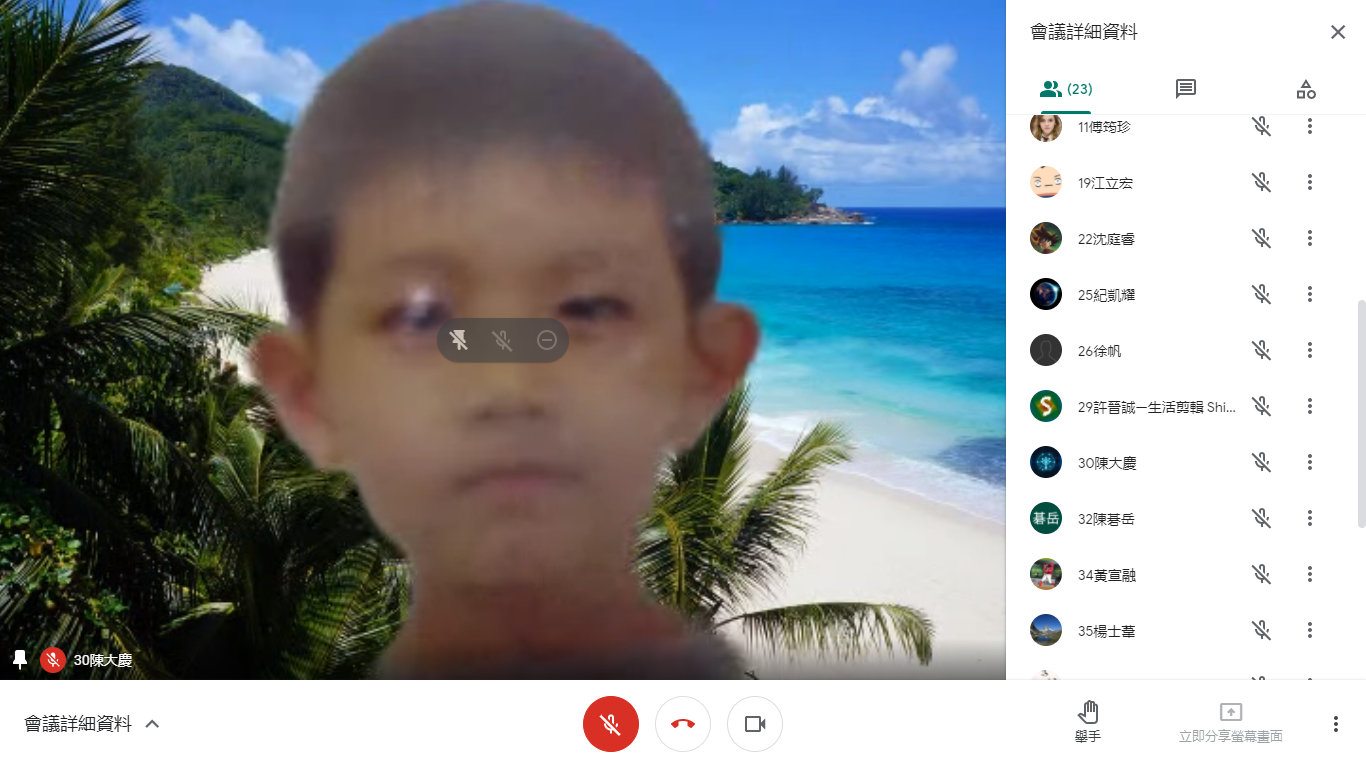 會議詳細資料
(23)
11傅筠珍
19江立宏
22沈庭睿
25紀凱耀
26徐帆
29許晉誠—生活剪輯 Shi...
30陳大慶
碁岳
32陳碁岳
34黃宣融
35楊士葦
30陳大慶
會議詳細資料
舉手
立即分享螢幕畫面